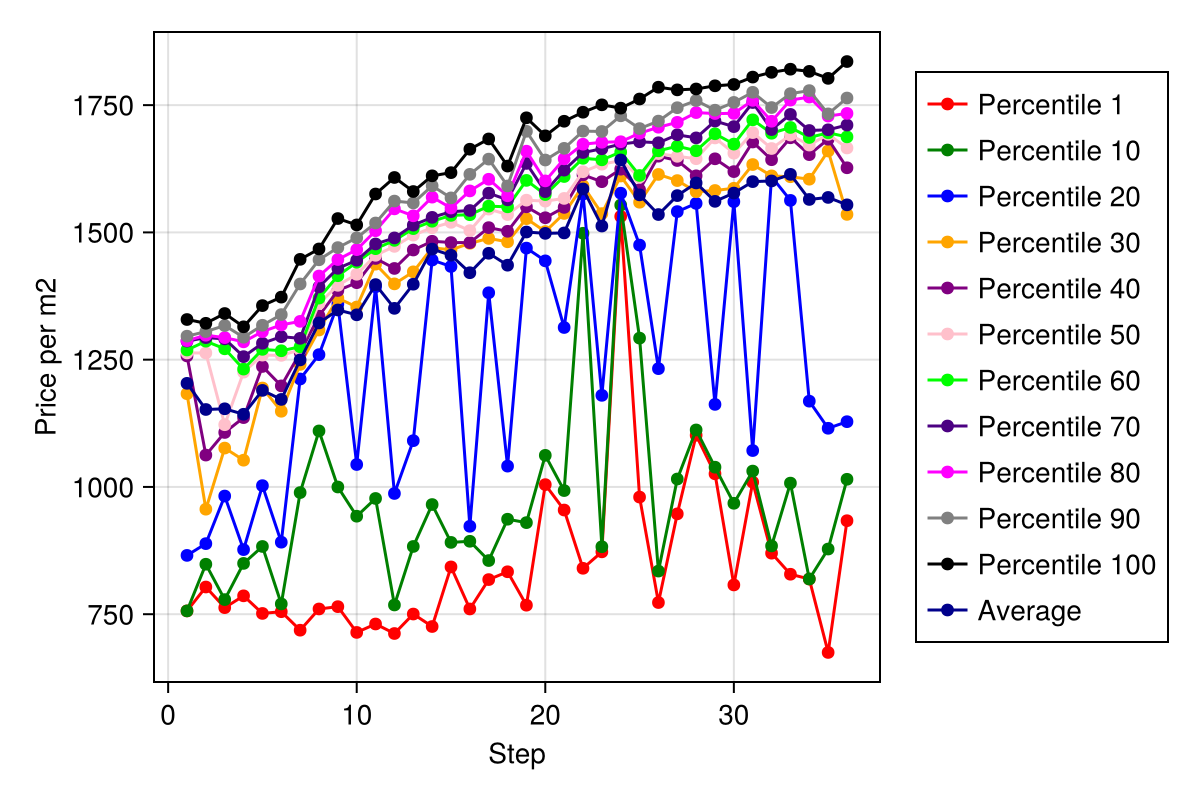 1750
1500
1250
1000
750
Price per m2
0 10 20 30
Step
Percentile 1
Percentile 10
Percentile 20
Percentile 30
Percentile 40
Percentile 50
Percentile 60
Percentile 70
Percentile 80
Percentile 90
Percentile 100
Average